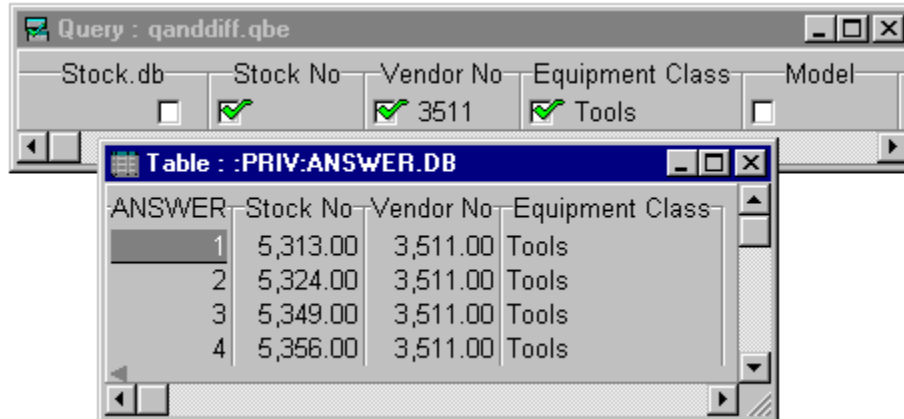 Query : qanddiff.qbe
Stock.db Stock No Vendor No Equipment Class Model
3511 Tools
Table : :PRIV:ANSWER.DB
ANSWER Stock No Vendor No Equipment Class
1 5,313.00 3,511.00 Tools
2 5,324.00 3,511.00 Tools
3 5,349.00 3,511.00 Tools
4 5,356.00 3,511.00 Tools